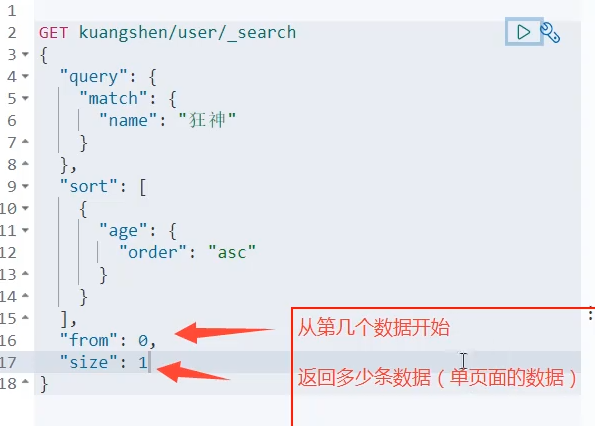 1
2 GET kuangshen/user/_search
3 {
4 "query": {
5 "match": {
6 "name": "狂神"
7 }
8 },
9 "sort": [
10 {
11 "age": {
12 "order": "asc"
13 }
14 }
15 ],
16 "from": 0,
17 "size": 1
18 }
从第几个数据开始
返回多少条数据（单页面的数据）